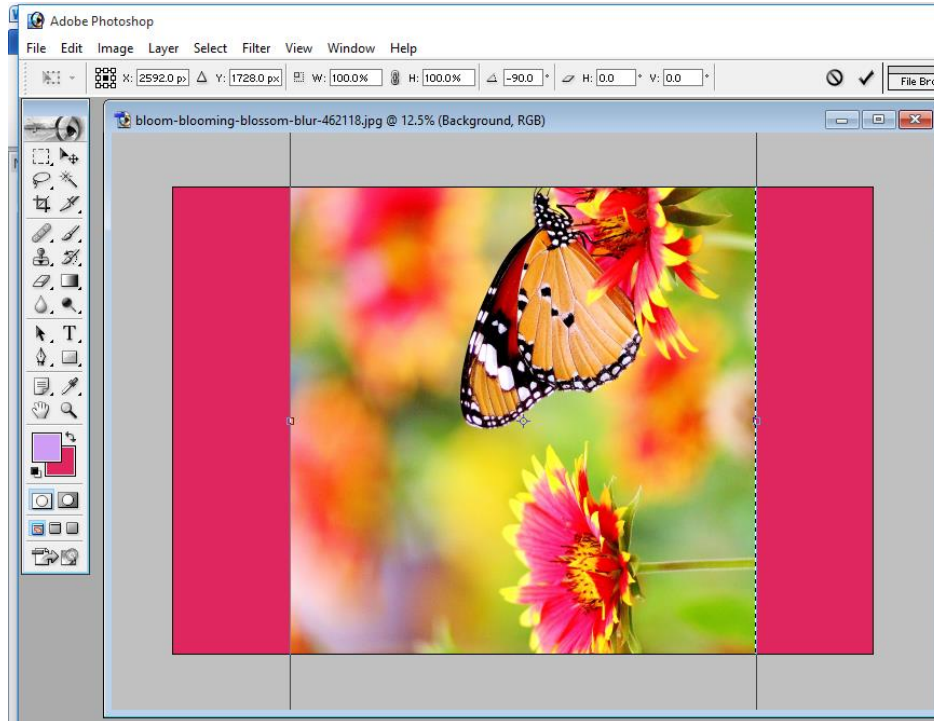 Adobe Photoshop
File Edit Image Layer Select Filter View Window Help
X: 2592.0 p> Δ Y: 1728.0 px W: 100.0% H: 100.0% -90.0 ° H: 0.0 ° V: 0.0 °
File Bro
bloom-blooming-blossom-blur-462118.jpg @ 12.5% (Background, RGB)
T